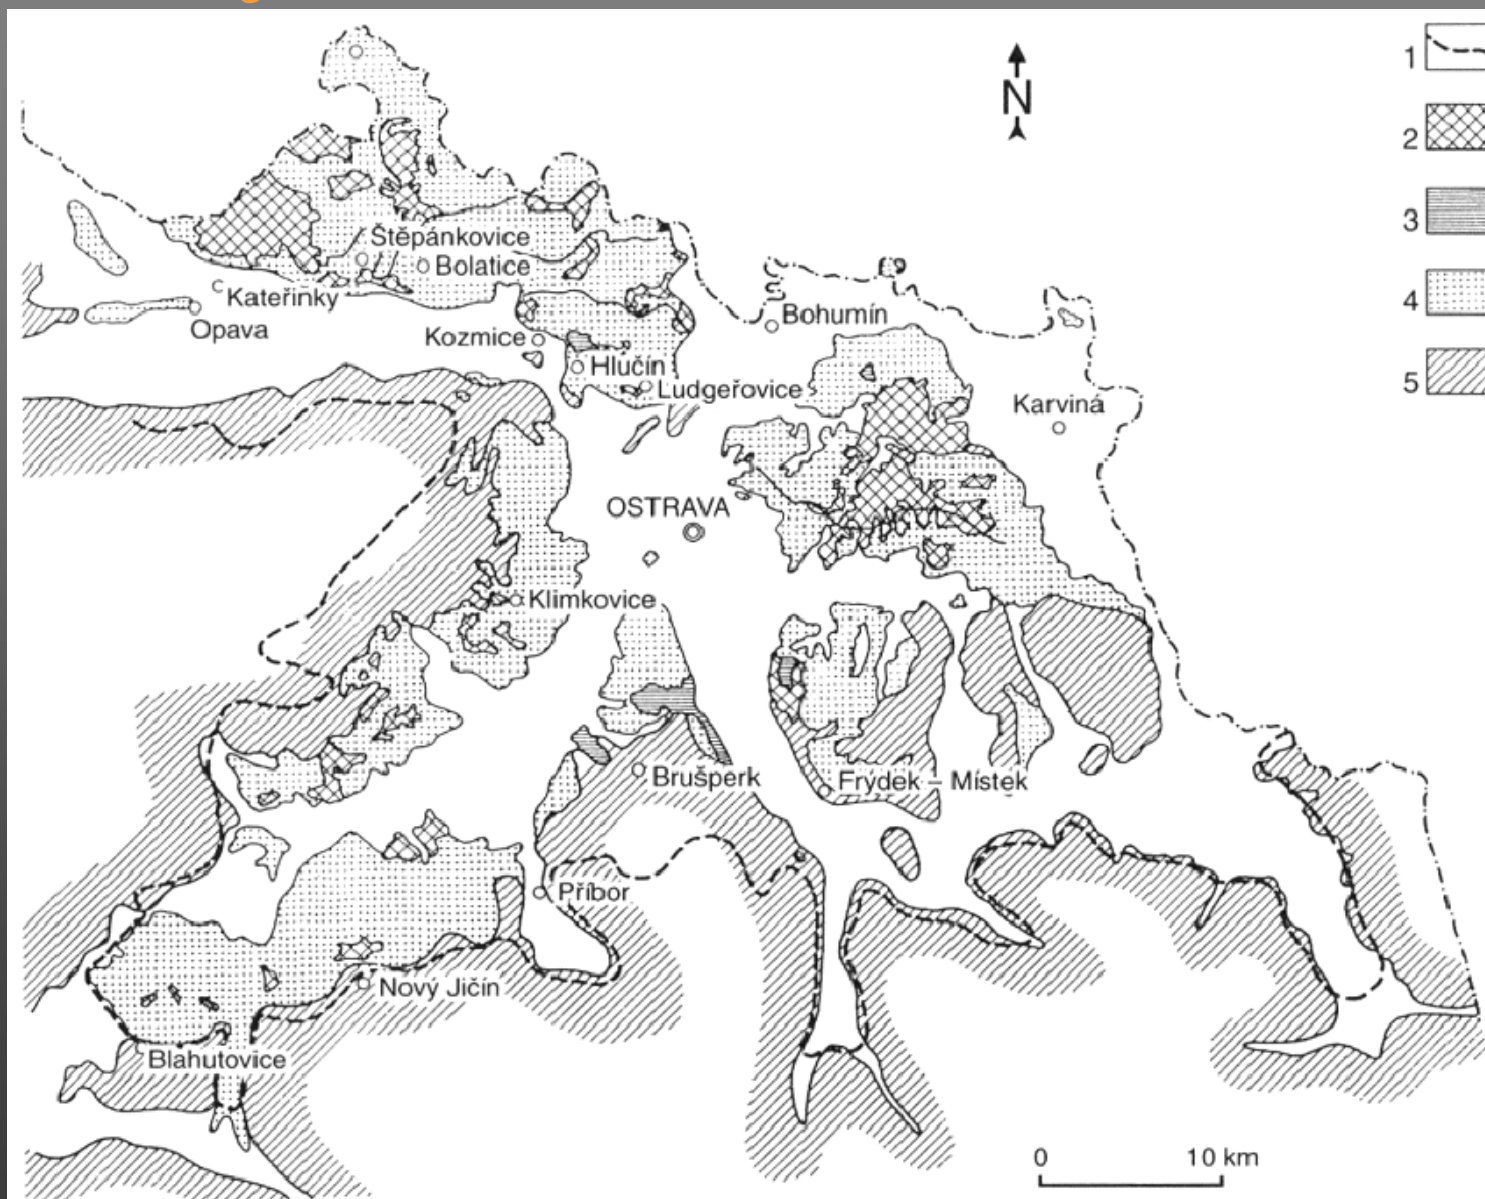 N
1
2
3
4
5
Štěpánkovice
Bolatice
Kateřinky
Opava
Kozmice
Bohumín
Hlučín
Ludgeřovice
Karviná
OSTRAVA
Klimkovice
Brušperk
Frýdek – Místek
Příbor
Nový Jičín
Blahutovice
0 10 km